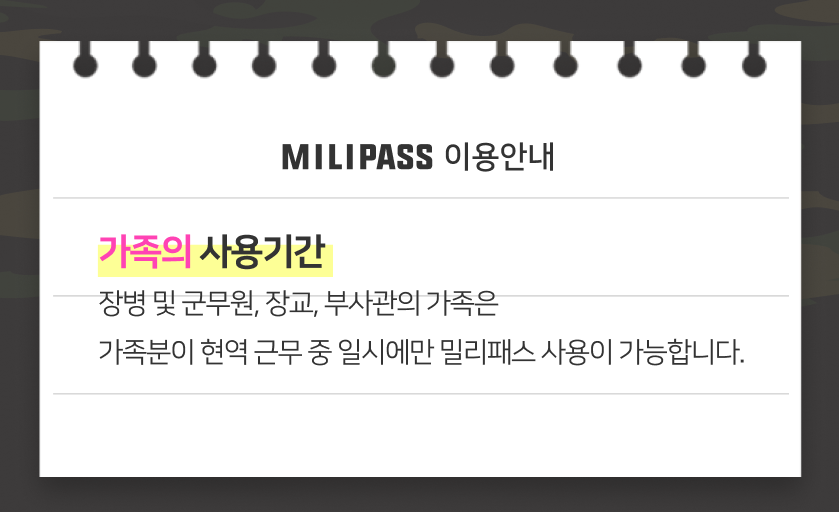 MILIPASS 이용안내
가족의 사용기간
장병 및 군무원, 장교, 부사관의 가족은
가족분이 현역 근무 중 일시에만 밀리패스 사용이 가능합니다.